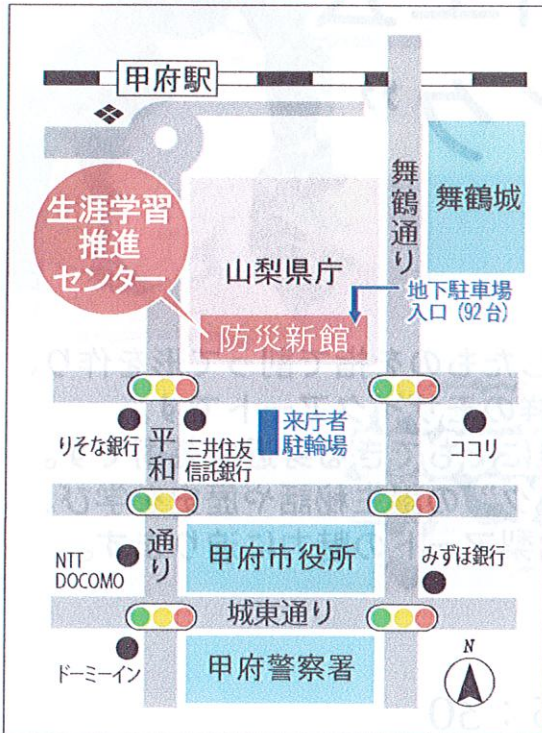 甲府駅
生涯学習
推進
センター
山梨県庁
防災新館
舞鶴通り
舞鶴城
地下駐車場
入口（92台）
りそな銀行
平和通り
三井住友
信託銀行
来庁者
駐輪場
ココリ
NTT
DOCOMO
甲府市役所
みずほ銀行
城東通り
ドーミーイン
甲府警察署
N